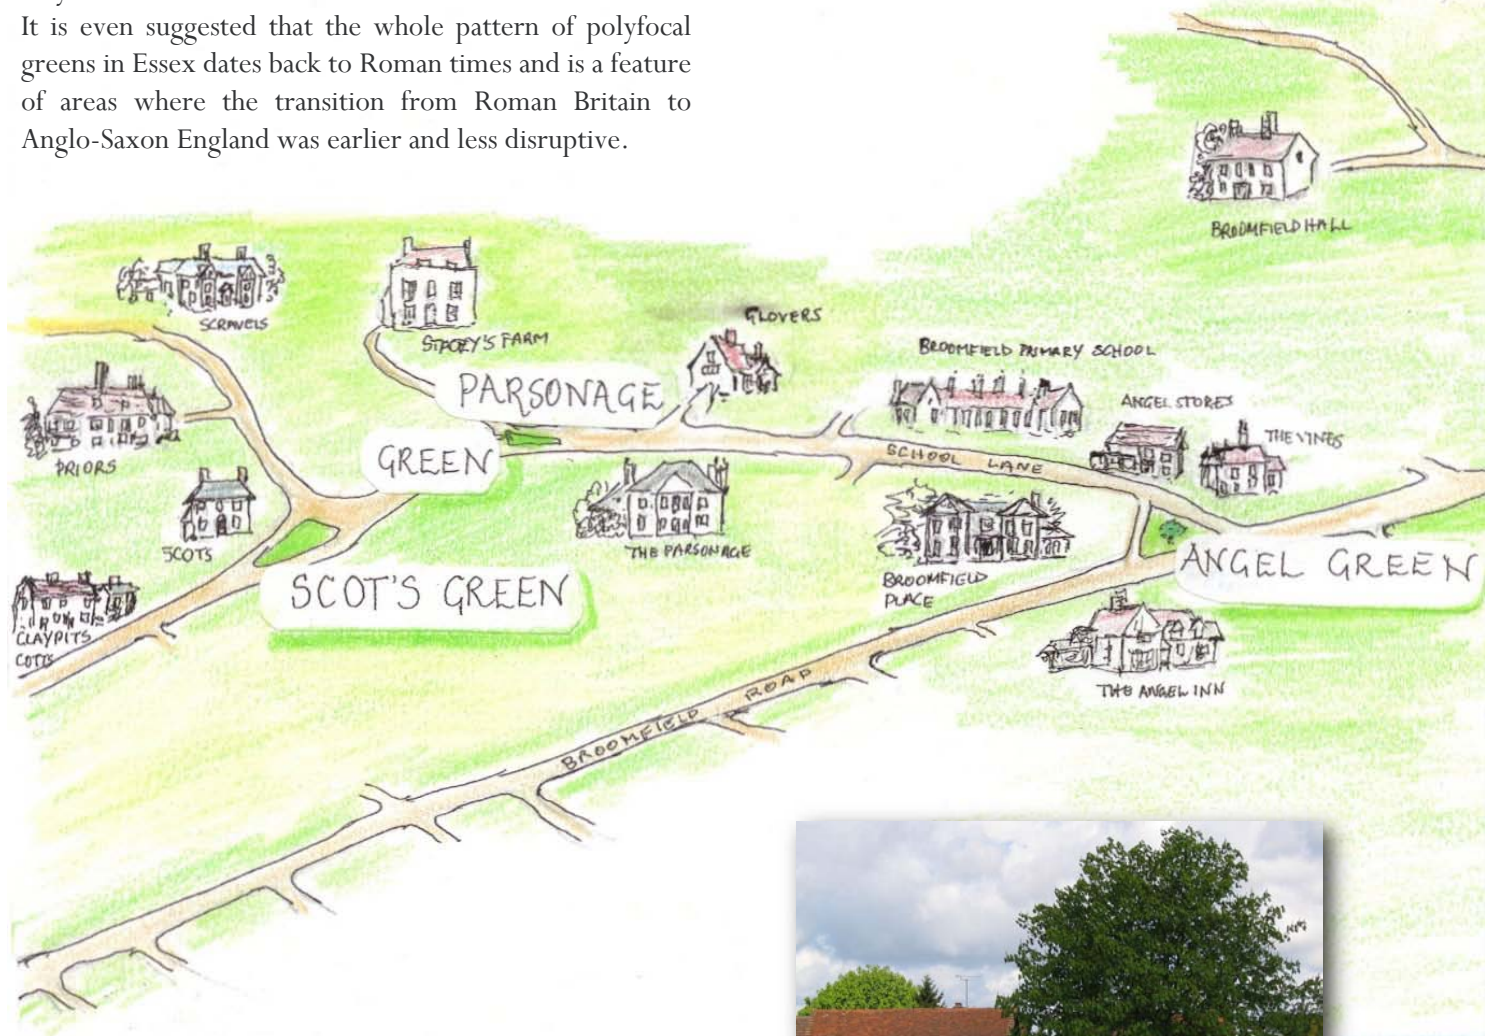 It is even suggested that the whole pattern of polyfocal
greens in Essex dates back to Roman times and is a feature
of areas where the transition from Roman Britain to
Anglo-Saxon England was earlier and less disruptive.
BROOMFIELD HALL
SCRAVELS
STACEY'S FARM
GLOVERS
BROOMFIELD PRIMARY SCHOOL
PARSONAGE
GREEN
ANGEL STORES
THE VINES
PRIORS
SCHOOL LANE
SCOTS
THE PARSONAGE
BROOMFIELD
PLACE
ANGEL GREEN
SCOT'S GREEN
CLAYPITS
COTTS
THE ANGEL INN
BROOMFIELD ROAD